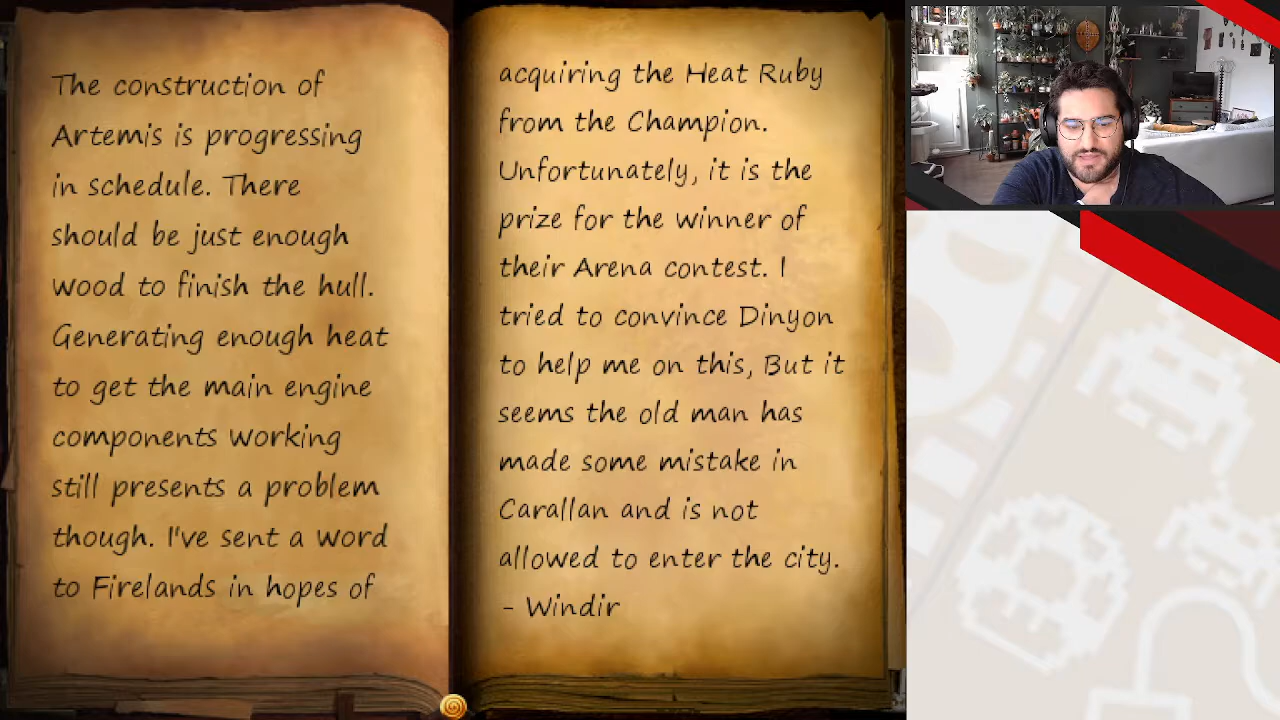 The construction of
Artemis is progressing
in schedule. There
should be just enough
wood to finish the hull.
Generating enough heat
to get the main engine
components working
still presents a problem
though. I've sent a word
to Firelands in hopes of
acquiring the Heat Ruby
from the Champion.
Unfortunately, it is the
prize for the winner of
their Arena contest. I
tried to convince Dinyon
to help me on this, But it
seems the old man has
made some mistake in
Carallan and is not
allowed to enter the city.
- Windir